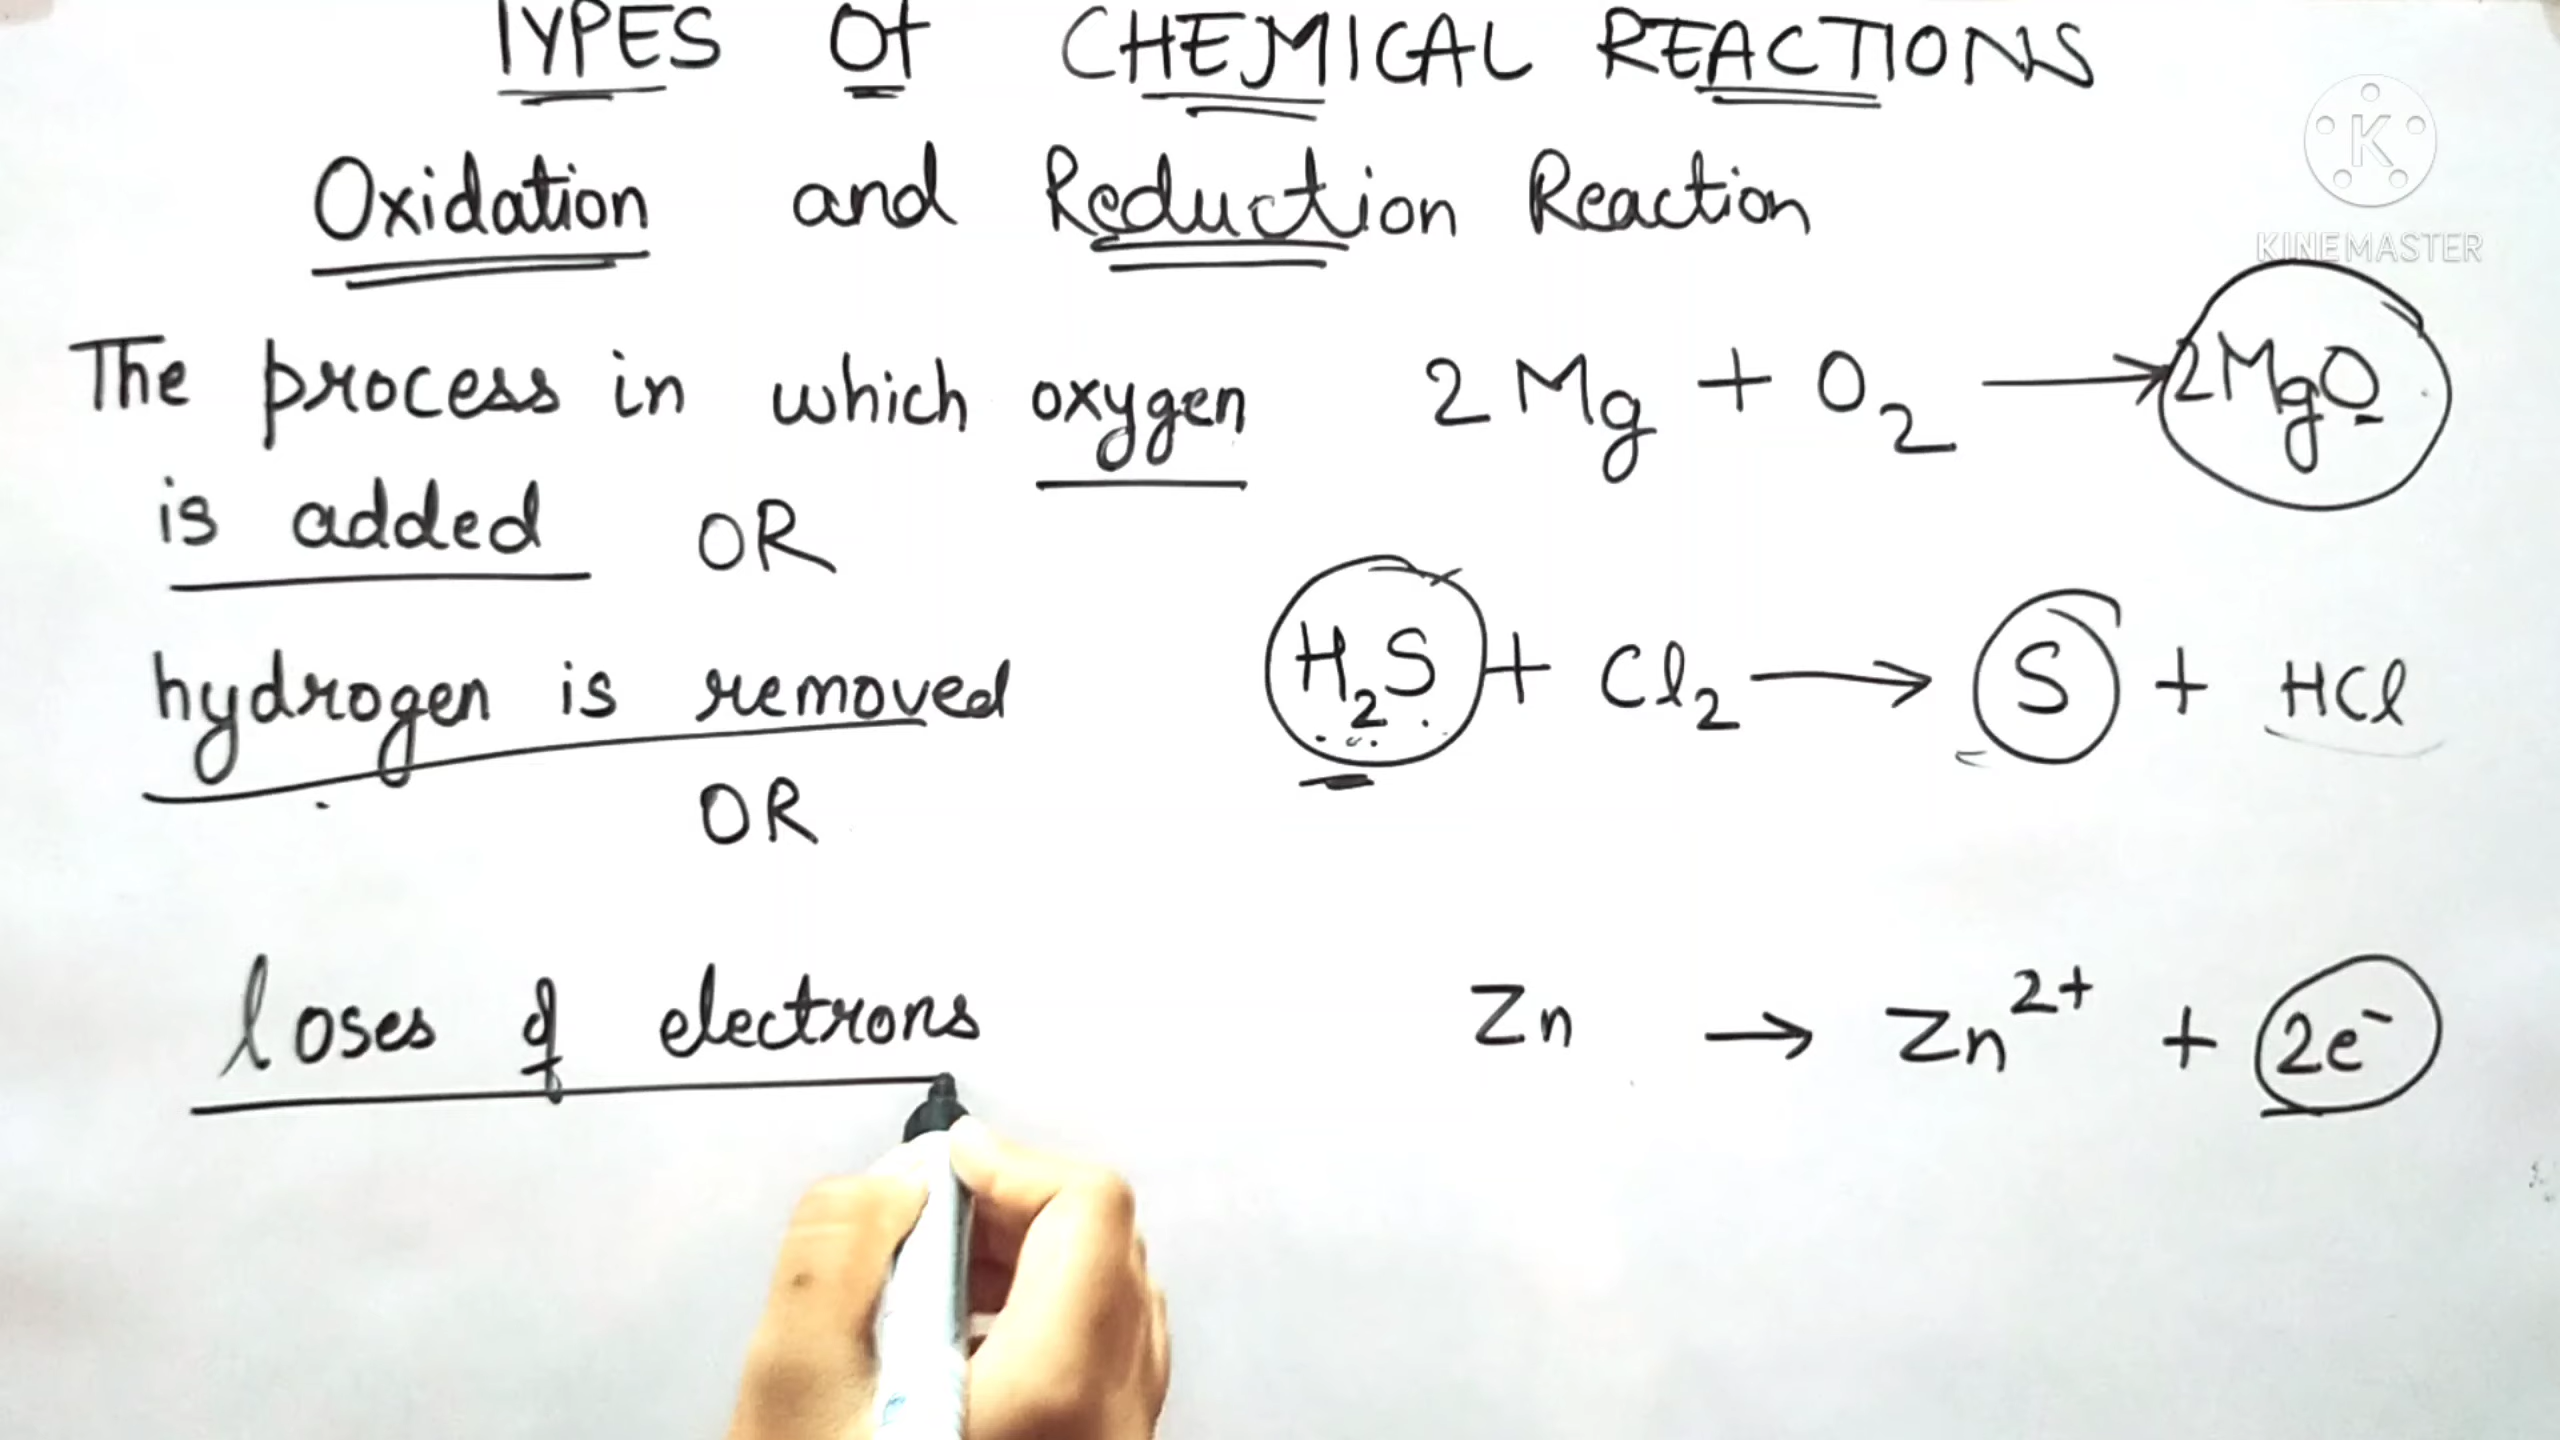 TYPES Of CHEMICAL REACTIONS
K
KINEMASTER
Oxidation and Reduction Reaction
The process in which oxygen 2Mg + O₂ → 2MgO
is added OR
hydrogen is removed H₂S + Cl₂ → S + HCl
OR
loses of electrons Zn → Zn²⁺ + 2e⁻